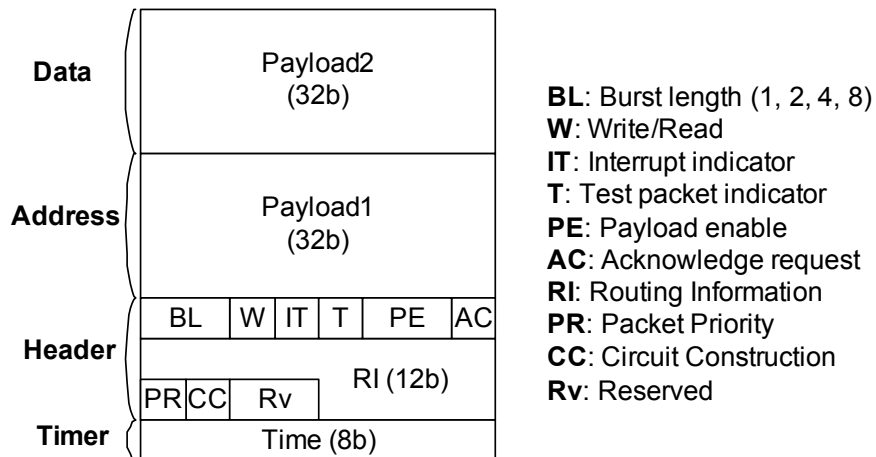 Data
Payload2
(32b)
Address
Payload1
(32b)
Header
BL W IT T PE AC
RI (12b)
PR CC Rv
Timer
Time (8b)
BL: Burst length (1, 2, 4, 8)
W: Write/Read
IT: Interrupt indicator
T: Test packet indicator
PE: Payload enable
AC: Acknowledge request
RI: Routing Information
PR: Packet Priority
CC: Circuit Construction
Rv: Reserved